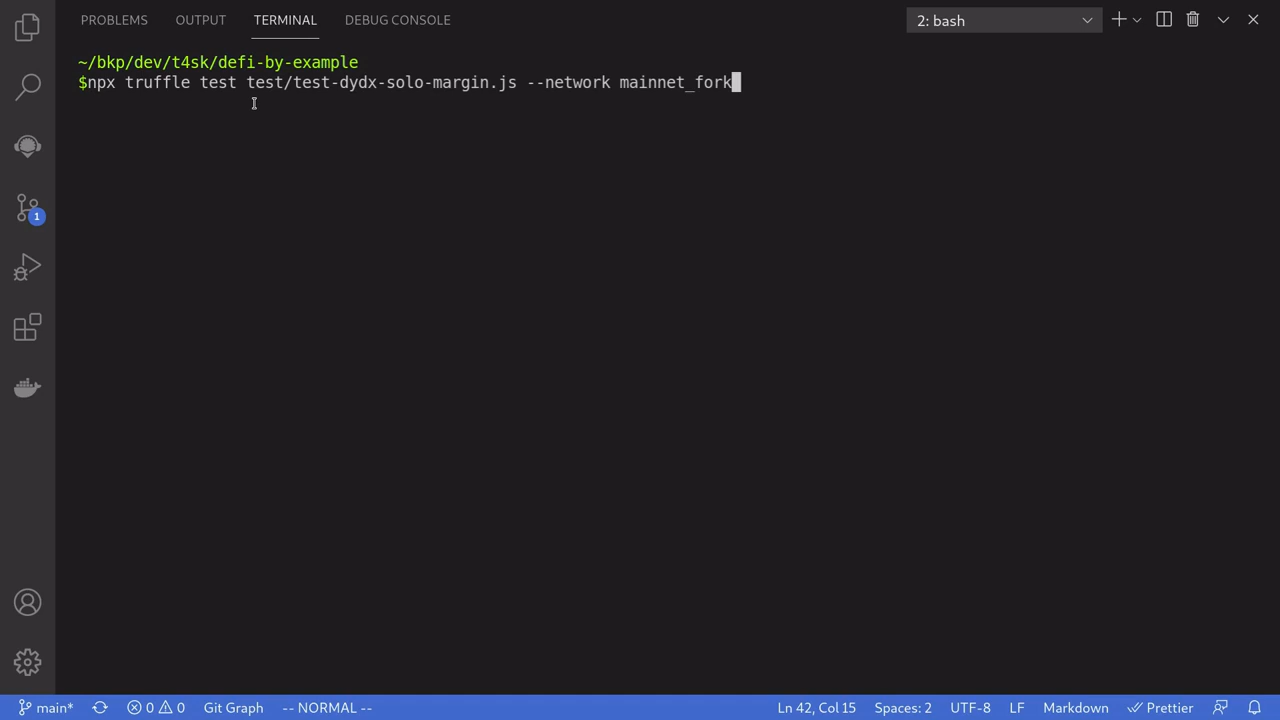 PROBLEMS OUTPUT TERMINAL DEBUG CONSOLE 2: bash
~/bkp/dev/t4sk/defi-by-example
$npx truffle test test/test-dydx-solo-margin.js --network mainnet_fork
1
main* 0 0 Git Graph -- NORMAL -- Ln 42, Col 15 Spaces: 2 UTF-8 LF Markdown Prettier